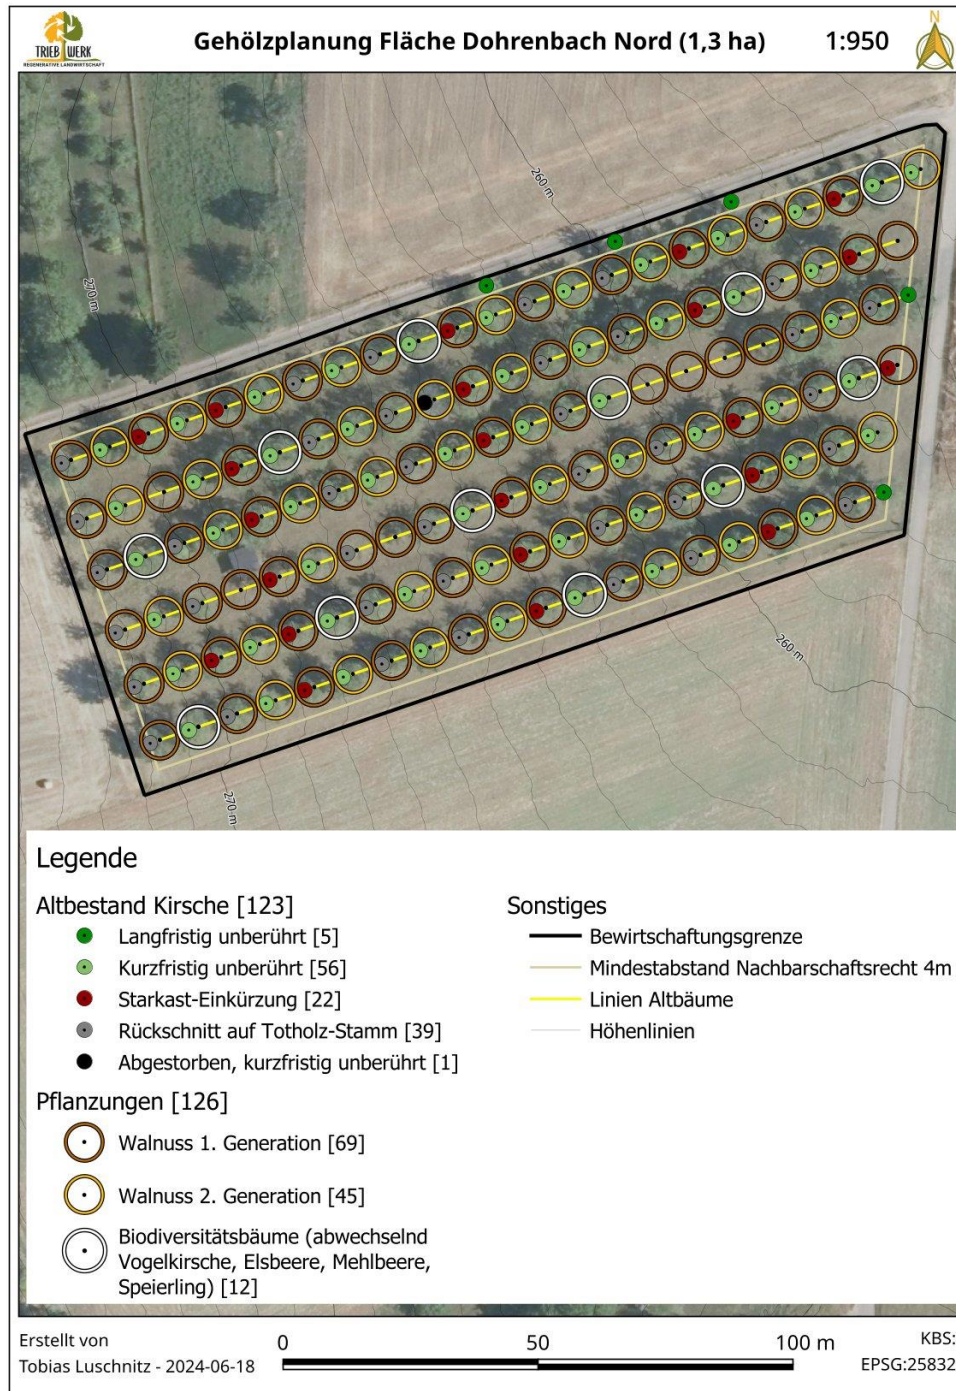 TRIEB WERK
REGENERATIVE LANDWIRTSCHAFT
Gehölzplanung Fläche Dohrenbach Nord (1,3 ha)
1:950
N
260 m
270 m
260 m
270 m
Legende
Altbestand Kirsche [123]
Langfristig unberührt [5]
Kurzfristig unberührt [56]
Starkast-Einkürzung [22]
Rückschnitt auf Totholz-Stamm [39]
Abgestorben, kurzfristig unberührt [1]
Pflanzungen [126]
Walnuss 1. Generation [69]
Walnuss 2. Generation [45]
Biodiversitätsbäume (abwechselnd
Vogelkirsche, Elsbeere, Mehlbeere,
Speierling) [12]
Sonstiges
Bewirtschaftungsgrenze
Mindestabstand Nachbarschaftsrecht 4m
Linien Altbäume
Höhenlinien
Erstellt von
Tobias Luschnitz - 2024-06-18
0 50 100 m
KBS:
EPSG:25832